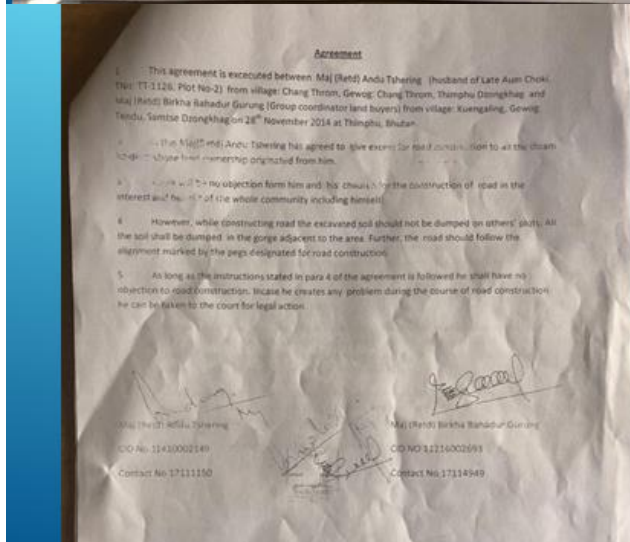 Agreement
1 This agreement is excecuted between Maj (Retd) Andu Tshering (husband of Late Aum Choki,
TT-1126, Plot No-2) from village: Chang Throm, Gewog: Chang Throm, Thimphu Dzongkhag and
Maj (Retd) Birkha Bahadur Gurung (Group coordinator land buyers) from village: Kuengaling, Gewog:
Tendu, Samtse Dzongkhag on 28th November 2014 at Thimphu, Bhutan.
Andu Tshering has agreed to give for road to all the
ownership originated from him.
no objection form him and his the construction of road in the
interest and of the whole community including himself.
4 However, while constructing road the excavated soil should not be dumped on others' plots. All
the soil shall be dumped in the gorge adjacent to the area. Further, the road should follow the
alignment marked by the pegs designated for road construction.
5 As long as the instructions stated in para 4 of the agreement is followed he shall have no
objection to road construction. Incase he creates any problem during the course of road construction
he can be taken to the court for legal action.
Maj (Retd) Andu Tshering Maj (Retd) Birkha Bahadur Gurung
CID No 11410002149 CID NO 11216002693
Contact No 17111150 Contact No 17114949